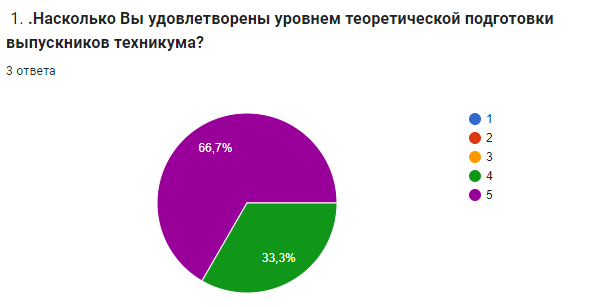 1. .Насколько Вы удовлетворены уровнем теоретической подготовки
выпускников техникума?
3 ответа
66,7%
33,3%
1
2
3
4
5